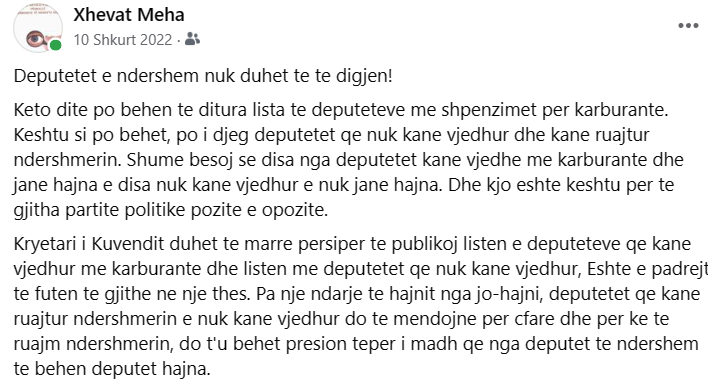 Xhevat Meha
10 Shkurt 2022 ·
Deputetet e ndershem nuk duhet te te digjen!
Keto dite po behen te ditura lista te deputeteve me shpenzimet per karburante.
Keshtu si po behet, po i djeg deputetet qe nuk kane vjedhur dhe kane ruajtur
ndershmerin. Shume besoj se disa nga deputetet kane vjedhe me karburante dhe
jane hajna e disa nuk kane vjedhur e nuk jane hajna. Dhe kjo eshte keshtu per te
gjitha partite politike pozite e opozite.
Kryetari i Kuvendit duhet te marre persiper te publikoj listen e deputeteve qe kane
vjedhur me karburante dhe listen me deputetet qe nuk kane vjedhur, Eshte e padrejt
te futen te gjithe ne nje thes. Pa nje ndarje te hajnit nga jo-hajni, deputetet qe kane
ruajtur ndershmerin e nuk kane vjedhur do te mendojne per cfare dhe per ke te
ruajm ndershmerin, do t'u behet presion teper i madh qe nga deputet te ndershem
te behen deputet hajna.